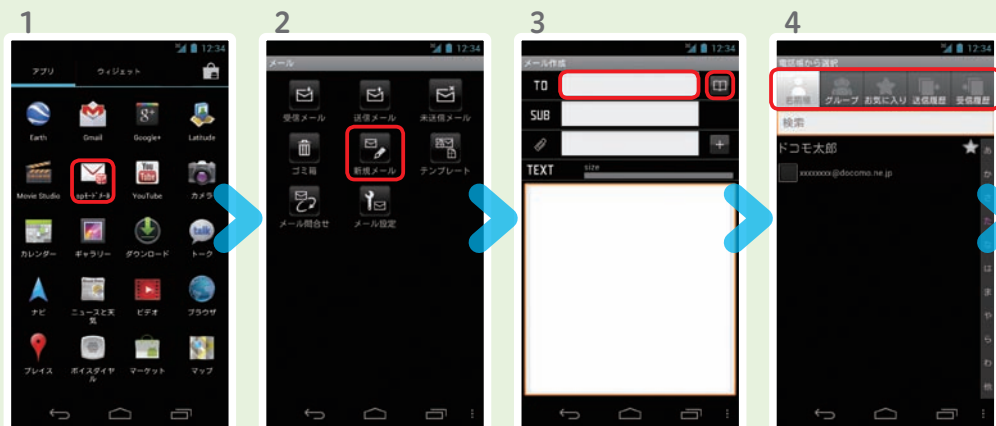 1
12:34
アプリ ウィジェット
Earth Gmail Google+ Latitude
Movie Studio spモードメール YouTube カメラ
カレンダー ギャラリー ダウンロード トーク
ナビ ニュースと天気 ビデオ ブラウザ
プレイス ボイスダイヤル マーケット マップ
2
12:34
メール
受信メール 送信メール 未送信メール
ゴミ箱 新規メール テンプレート
メール問合せ メール設定
3
12:34
メール作成
TO
SUB
TEXT size
4
12:34
電話帳から選択
名前順 グループ お気に入り 送信履歴 受信履歴
検索
ドコモ太郎
xxxxxxxx@docomo.ne.jp
あ
か
さ
た
な
は
ま
や
ら
わ
他